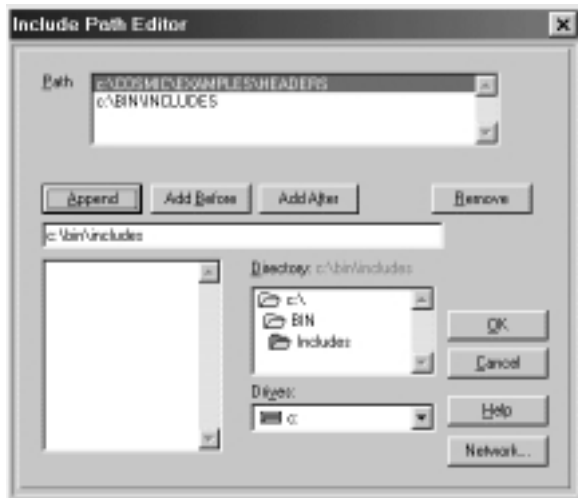 Include Path Editor
Path
c:\COSMIC\EXAMPLES\HEADERS
c:\BIN\INCLUDES
Append Add Before Add After Remove
c:\bin\includes
Directory: c:\bin\includes
c:\
BIN
Includes
OK
Cancel
Drives:
c:
Help
Network...